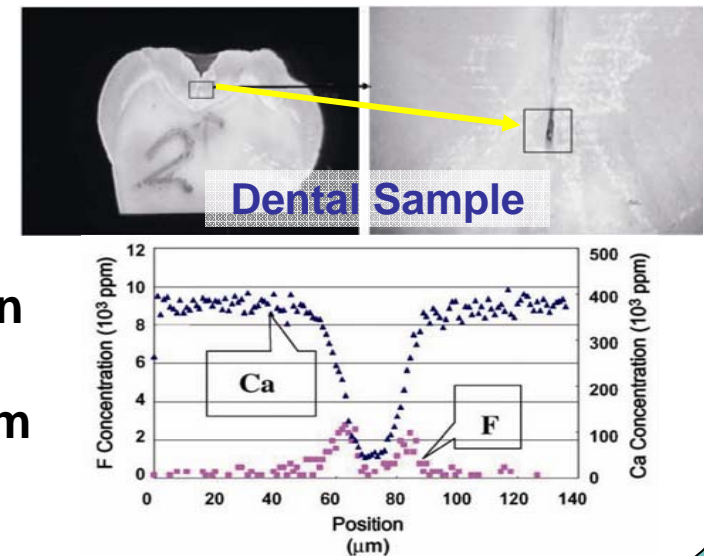 Dental Sample
n
m
F Concentration (10³ ppm)
12
10
8
6
4
2
0
Ca
F
500
400
300
200
100
0
Ca Concentration (10³ ppm)
0 20 40 60 80 100 120 140
Position
(μm)